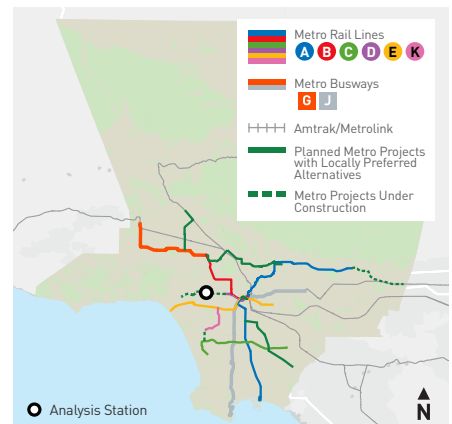 Metro Rail Lines
A B C D E K
Metro Busways
G J
Amtrak/Metrolink
Planned Metro Projects
with Locally Preferred
Alternatives
Metro Projects Under
Construction
Analysis Station
N